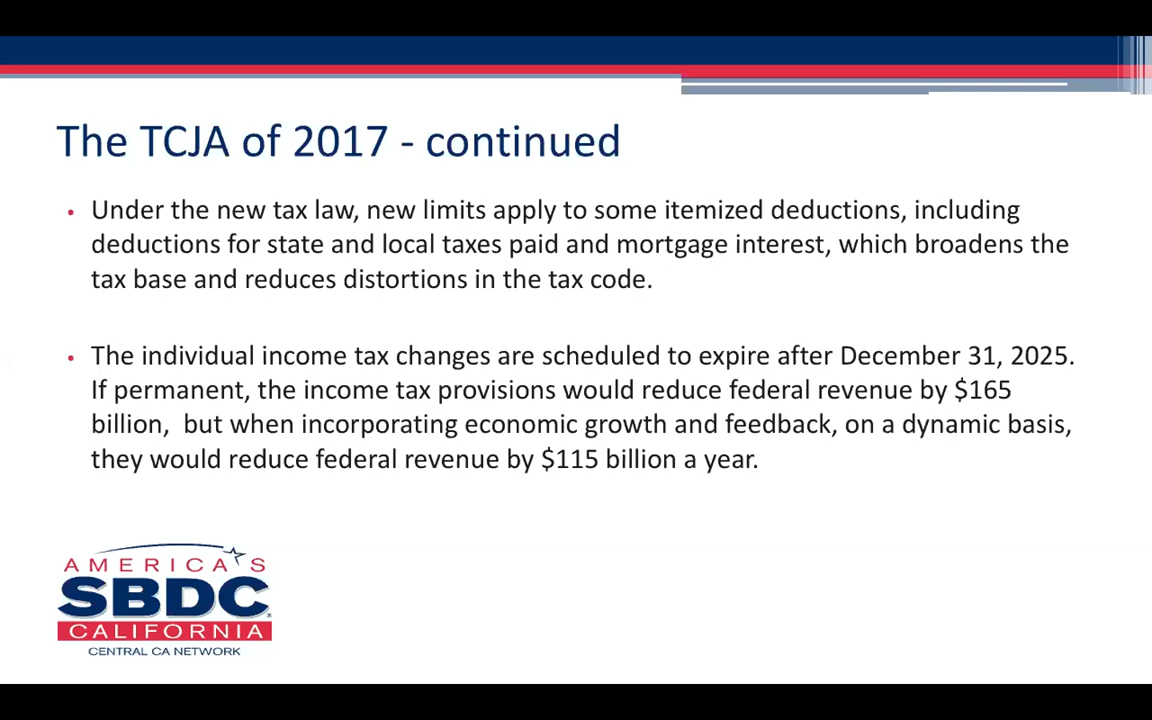 The TCJA of 2017 - continued
• Under the new tax law, new limits apply to some itemized deductions, including
deductions for state and local taxes paid and mortgage interest, which broadens the
tax base and reduces distortions in the tax code.
• The individual income tax changes are scheduled to expire after December 31, 2025.
If permanent, the income tax provisions would reduce federal revenue by $165
billion,  but when incorporating economic growth and feedback, on a dynamic basis,
they would reduce federal revenue by $115 billion a year.
AMERICA'S
SBDC
CALIFORNIA
CENTRAL CA NETWORK